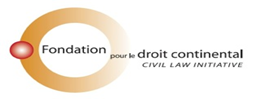 Fondation pour le droit continental
CIVIL LAW INITIATIVE